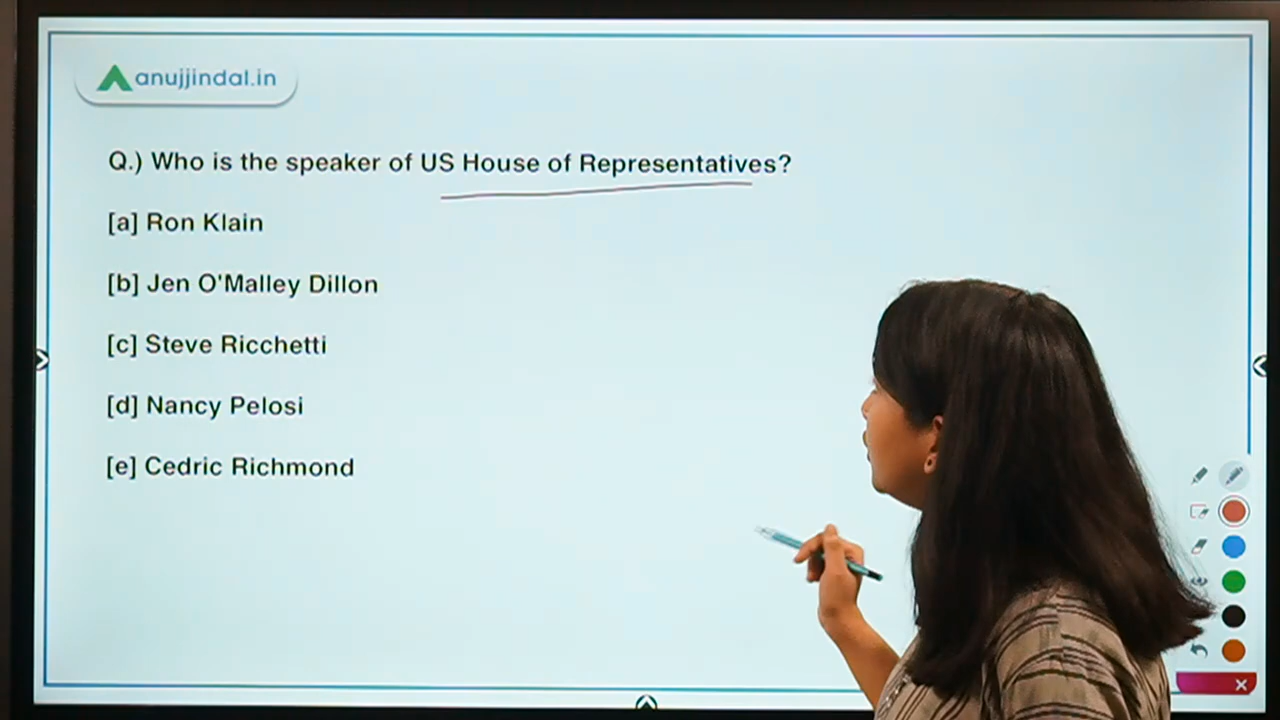 anujjindal.in
Q.) Who is the speaker of US House of Representatives?
[a] Ron Klain
[b] Jen O'Malley Dillon
[c] Steve Ricchetti
[d] Nancy Pelosi
[e] Cedric Richmond